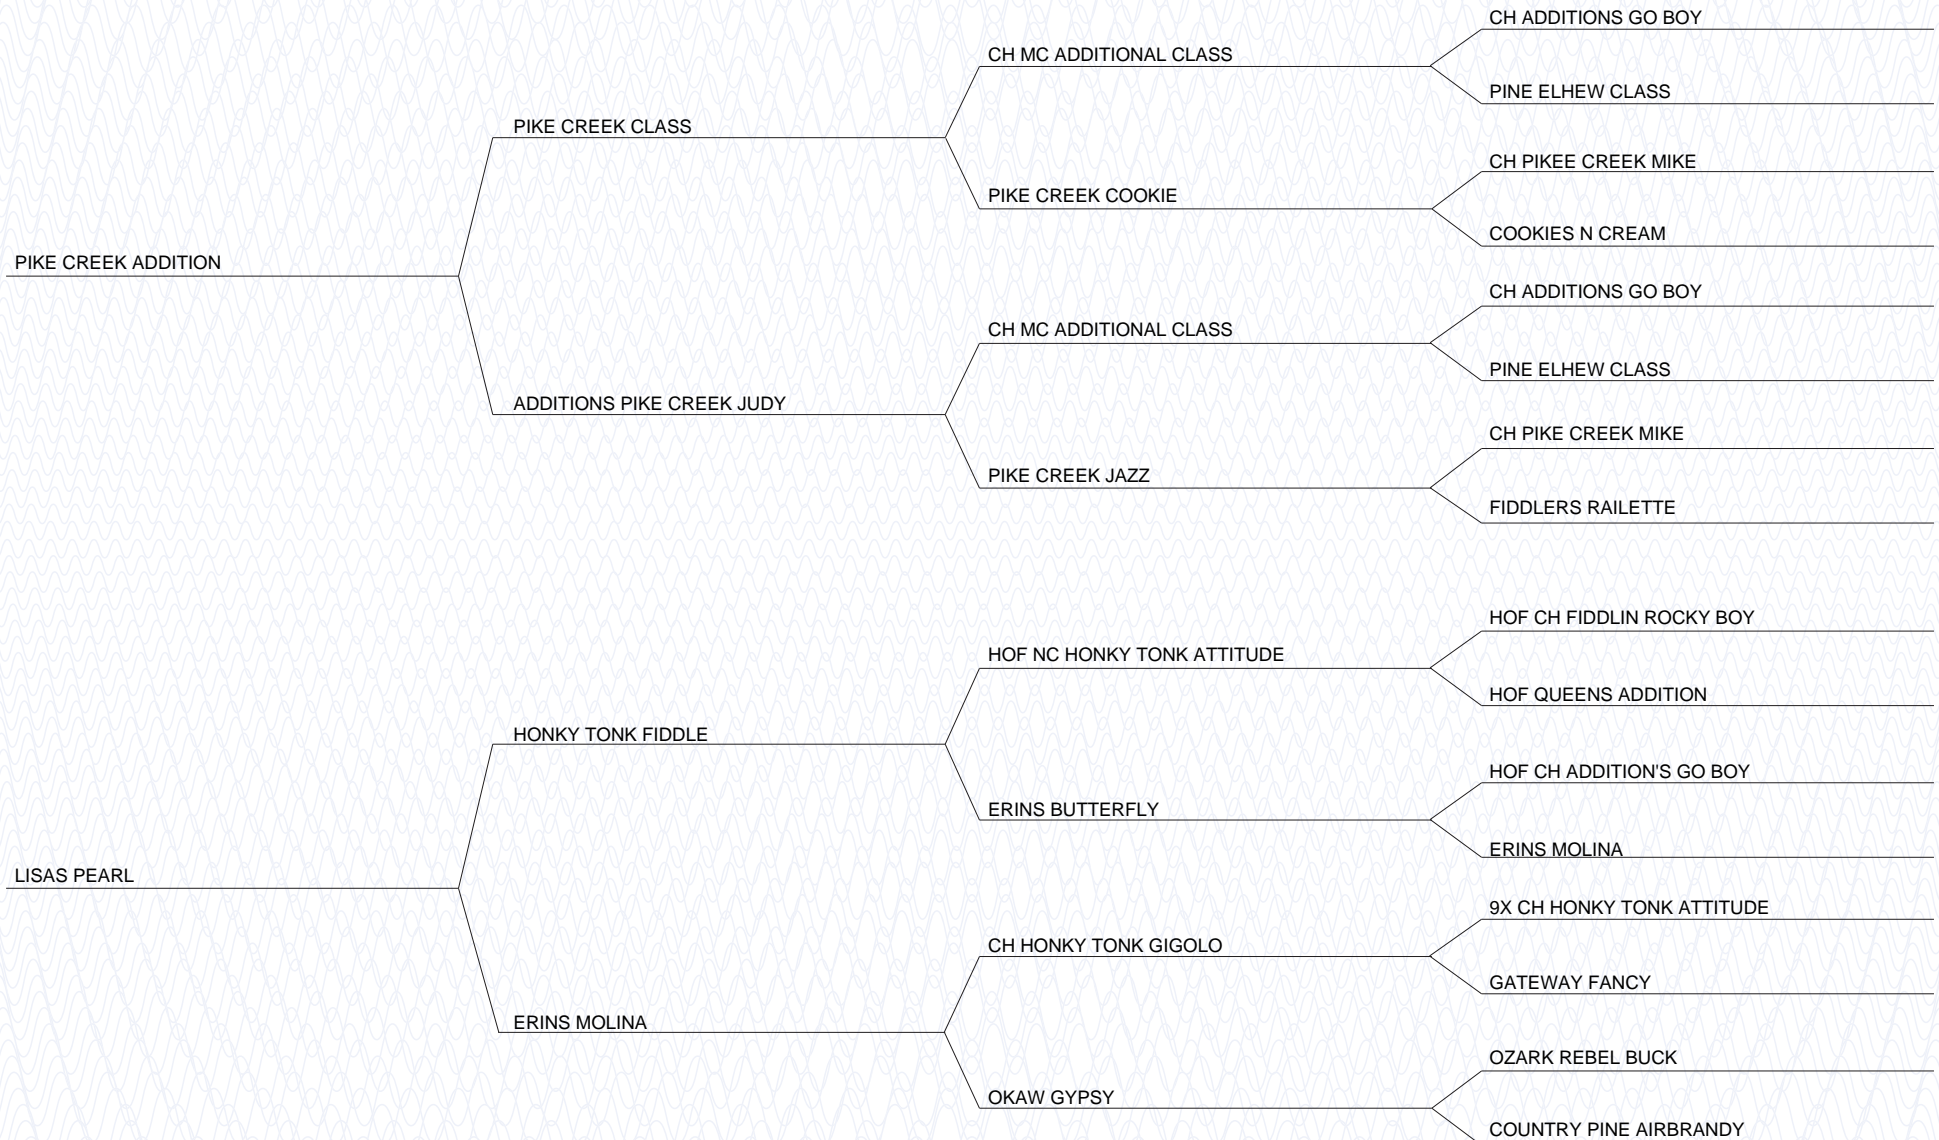 CH ADDITIONS GO BOY
CH MC ADDITIONAL CLASS
PINE ELHEW CLASS
PIKE CREEK CLASS
CH PIKEE CREEK MIKE
PIKE CREEK COOKIE
COOKIES N CREAM
PIKE CREEK ADDITION
CH ADDITIONS GO BOY
CH MC ADDITIONAL CLASS
PINE ELHEW CLASS
ADDITIONS PIKE CREEK JUDY
CH PIKE CREEK MIKE
PIKE CREEK JAZZ
FIDDLERS RAILETTE
HOF CH FIDDLIN ROCKY BOY
HOF NC HONKY TONK ATTITUDE
HOF QUEENS ADDITION
HONKY TONK FIDDLE
HOF CH ADDITION'S GO BOY
ERINS BUTTERFLY
ERINS MOLINA
LISAS PEARL
9X CH HONKY TONK ATTITUDE
CH HONKY TONK GIGOLO
GATEWAY FANCY
ERINS MOLINA
OZARK REBEL BUCK
OKAW GYPSY
COUNTRY PINE AIRBRANDY